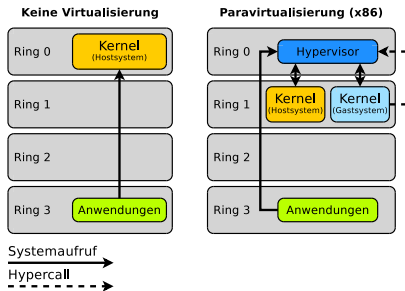 Keine Virtualisierung
Ring 0
Kernel
(Hostsystem)
Ring 1
Ring 2
Ring 3
Anwendungen
Paravirtualisierung (x86)
Ring 0
Hypervisor
Ring 1
Kernel
(Hostsystem)
Kernel
(Gastsystem)
Ring 2
Ring 3
Anwendungen
Systemaufruf
Hypercall